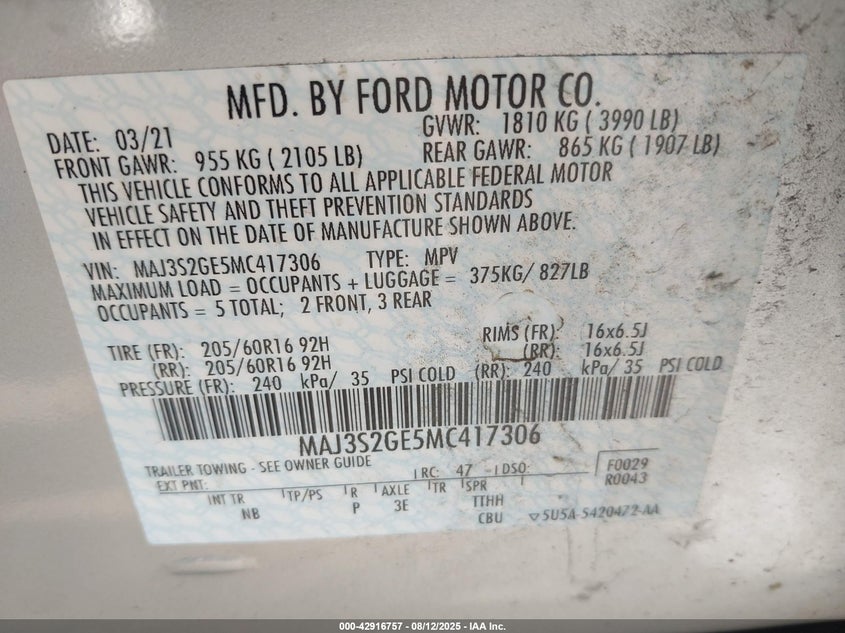 MFD. BY FORD MOTOR CO.
DATE: 03/21 GVWR: 1810 KG ( 3990 LB)
FRONT GAWR: 955 KG ( 2105 LB) REAR GAWR: 865 KG ( 1907 LB)
THIS VEHICLE CONFORMS TO ALL APPLICABLE FEDERAL MOTOR
VEHICLE SAFETY AND THEFT PREVENTION STANDARDS
IN EFFECT ON THE DATE OF MANUFACTURE SHOWN ABOVE.
VIN: MAJ3S2GE5MC417306 TYPE: MPV
MAXIMUM LOAD = OCCUPANTS + LUGGAGE = 375KG/ 827LB
OCCUPANTS = 5 TOTAL; 2 FRONT, 3 REAR
TIRE (FR): 205/60R16 92H RIMS (FR): 16x6.5J
(RR): 205/60R16 92H (RR): 16x6.5J
PRESSURE (FR): 240 kPa/ 35 PSI COLD (RR): 240 kPa/ 35 PSI COLD
MAJ3S2GE5MC417306
TRAILER TOWING - SEE OWNER GUIDE
EXT PNT: RC: 47 DSO: F0029
R0043
INT TR TP/PS R AXLE TR SPR
NB P 3E TTHH
CBU 5U5A-5420472-AA
000-42916757 - 08/12/2025 - IAA Inc.